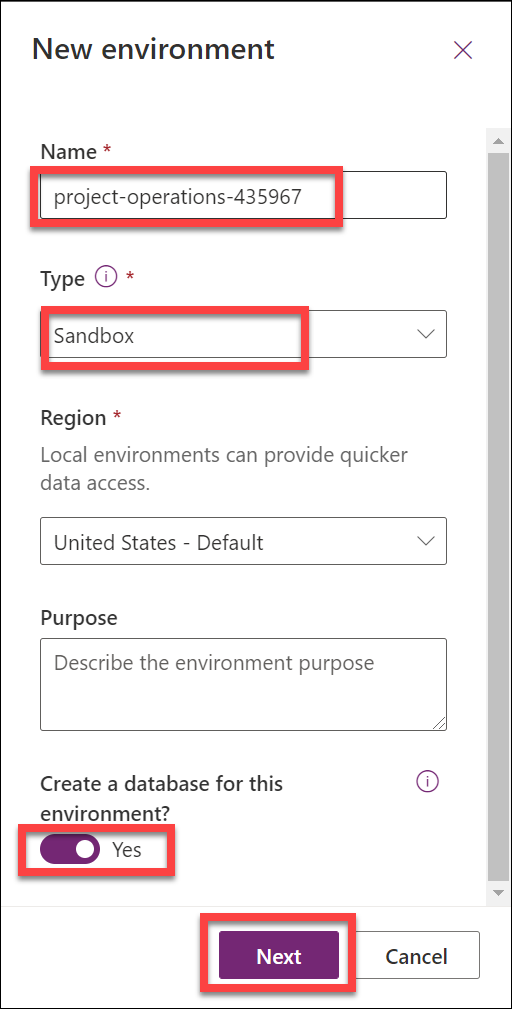 New environment
Name *
project-operations-435967
Type *
Sandbox
Region *
Local environments can provide quicker
data access.
United States - Default
Purpose
Describe the environment purpose
Create a database for this
environment?
Yes
Next
Cancel